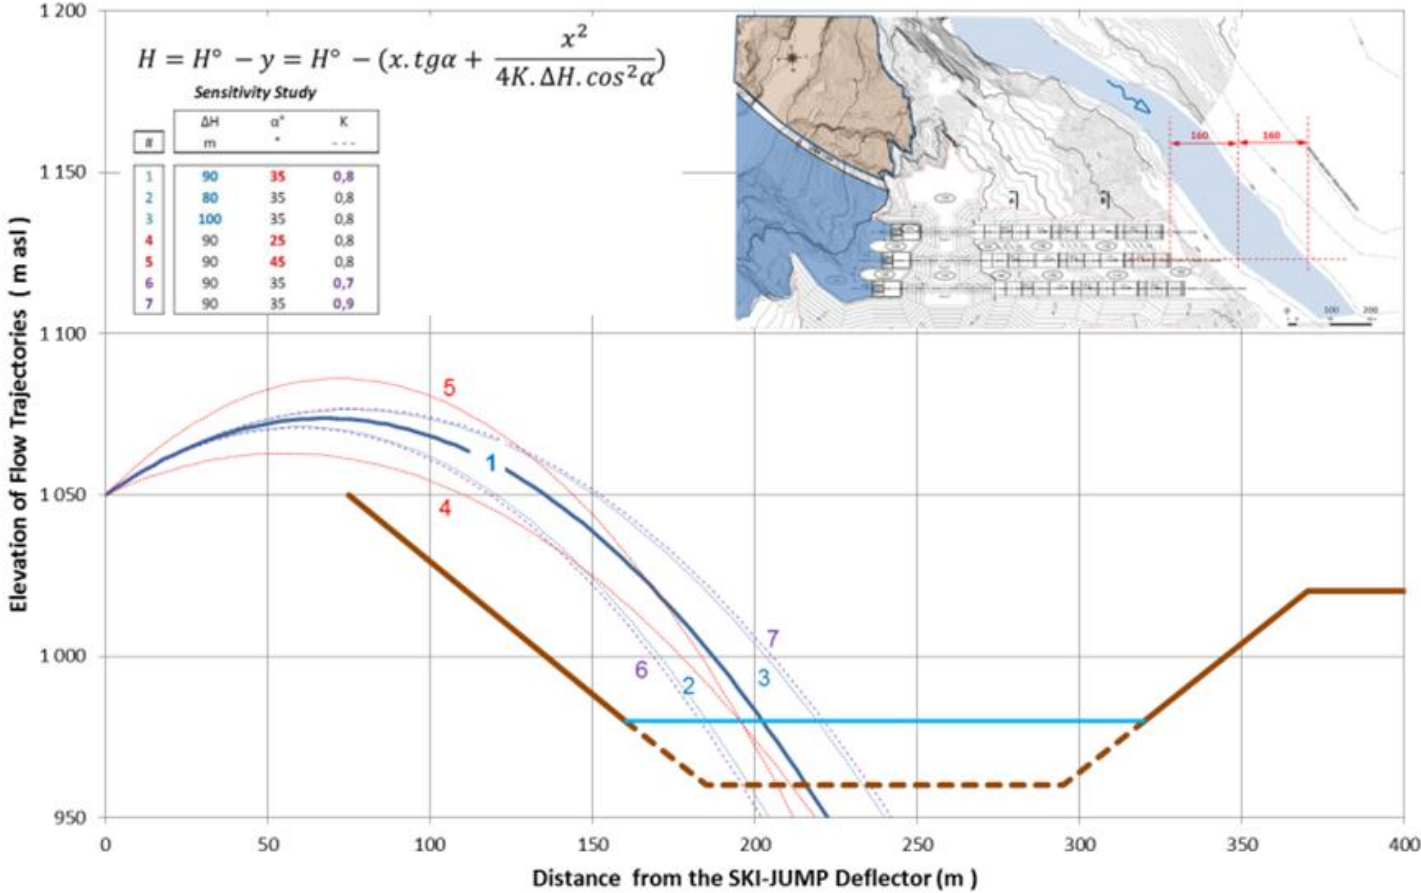 1 200
H = H° − y = H° − (x.tgα + x² / 4K.ΔH.cos²α)
Sensitivity Study
# ΔH α° K
m ° ---
1 90 35 0,8
2 80 35 0,8
3 100 35 0,8
4 90 25 0,8
5 90 45 0,8
6 90 35 0,7
7 90 35 0,9
160 160
0 100 200
1 150
1 100
1 050
1 000
950
Elevation of Flow Trajectories ( m asl )
5
1
4
7
6
2
3
0 50 100 150 200 250 300 350 400
Distance from the SKI-JUMP Deflector (m )